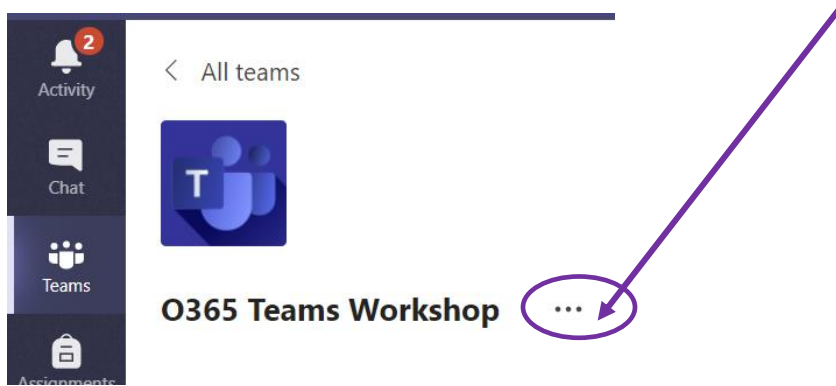 2
Activity
< All teams
Chat
T
Teams
O365 Teams Workshop ...
Assignments